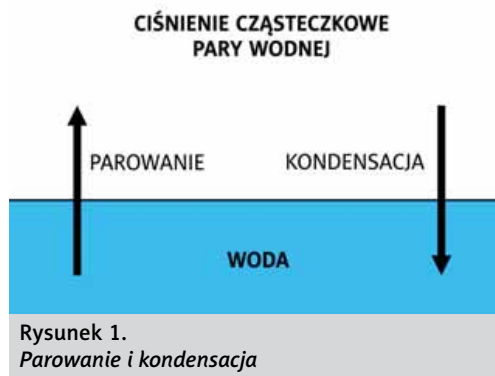 CIŚNIENIE CZĄSTECZKOWE
PARY WODNEJ
PAROWANIE
KONDENSACJA
WODA
Rysunek 1.
Parowanie i kondensacja